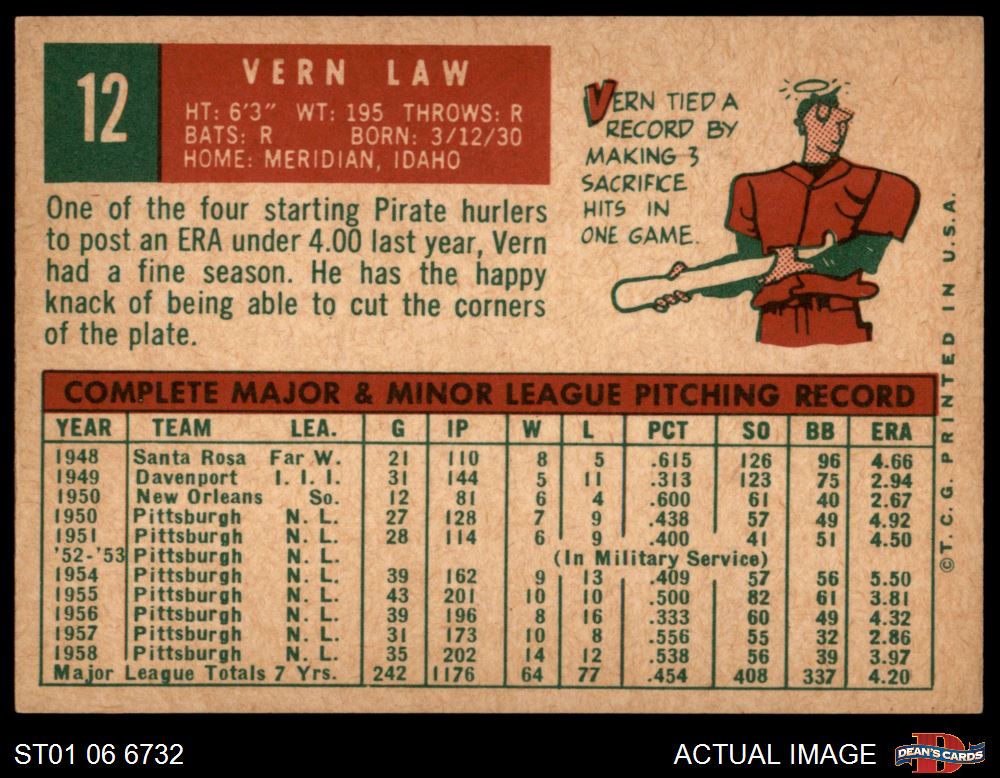 12
VERN LAW
HT: 6'3" WT: 195 THROWS: R
BATS: R BORN: 3/12/30
HOME: MERIDIAN, IDAHO
One of the four starting Pirate hurlers
to post an ERA under 4.00 last year, Vern
had a fine season. He has the happy
knack of being able to cut the corners
of the plate.
VERN TIED A
RECORD BY
MAKING 3
SACRIFICE
HITS IN
ONE GAME.
COMPLETE MAJOR & MINOR LEAGUE PITCHING RECORD
YEAR TEAM LEA. G IP W L PCT SO BB ERA
1948 Santa Rosa Far W. 21 110 8 5 .615 126 96 4.66
1949 Davenport I. I. I. 31 144 5 11 .313 123 75 2.94
1950 New Orleans So. 12 81 6 4 .600 61 40 2.67
1950 Pittsburgh N. L. 27 128 7 9 .438 57 49 4.92
1951 Pittsburgh N. L. 28 114 6 9 .400 41 51 4.50
'52-'53 Pittsburgh N. L. (In Military Service)
1954 Pittsburgh N. L. 39 162 9 13 .409 57 56 5.50
1955 Pittsburgh N. L. 43 201 10 10 .500 82 61 3.81
1956 Pittsburgh N. L. 39 196 8 16 .333 60 49 4.32
1957 Pittsburgh N. L. 31 173 10 8 .556 55 32 2.86
1958 Pittsburgh N. L. 35 202 14 12 .538 56 39 3.97
Major League Totals 7 Yrs. 242 1176 64 77 .454 408 337 4.20
©T. C. G. PRINTED IN U.S.A.
ST01 06 6732
ACTUAL IMAGE
D
DEAN'S CARDS